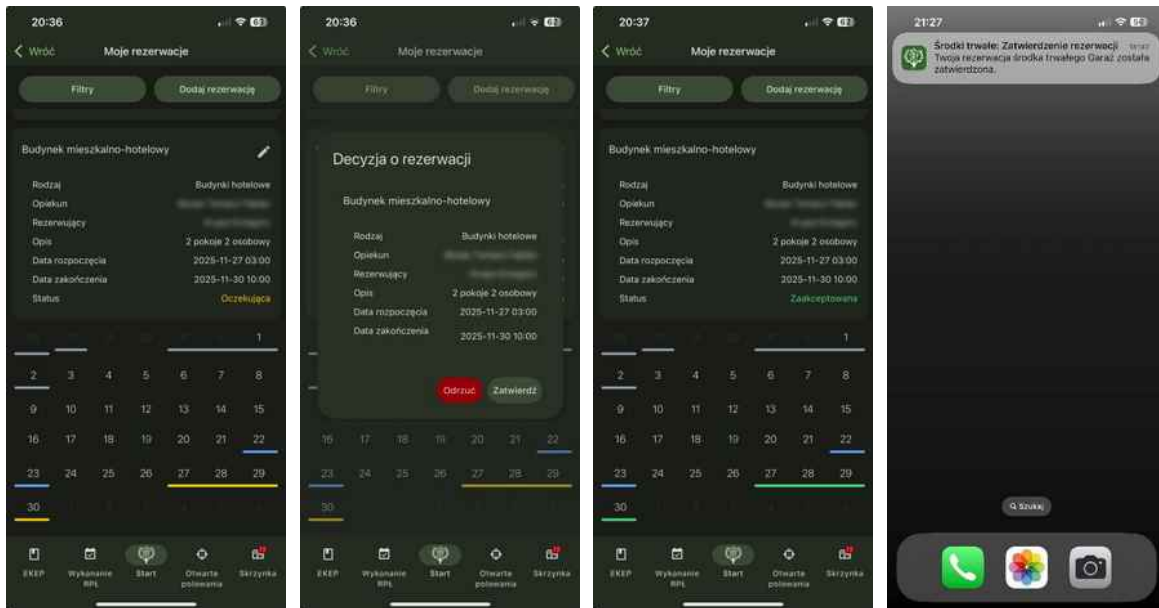 20:36
63
Wróć
Moje rezerwacje
Filtry
Dodaj rezerwację
Budynek mieszkalno-hotelowy
Rodzaj Budynki hotelowe
Opiekun
Rezerwujący
Opis 2 pokoje 2 osobowy
Data rozpoczęcia 2025-11-27 03:00
Data zakończenia 2025-11-30 10:00
Status Oczekująca
1
2 3 4 5 6 7 8
9 10 11 12 13 14 15
16 17 18 19 20 21 22
23 24 25 26 27 28 29
30
EKEP
Wykonanie RPŁ
Start
Otwarte polowania
Skrzynka
20:36
Wróć
Moje rezerwacje
Filtry
Dodaj rezerwację
Decyzja o rezerwacji
Budynek mieszkalno-hotelowy
Rodzaj Budynki hotelowe
Opiekun
Rezerwujący
Opis 2 pokoje 2 osobowy
Data rozpoczęcia 2025-11-27 03:00
Data zakończenia 2025-11-30 10:00
Odrzuć Zatwierdź
16 17 18 19 20 21 22
23 24 25 26 27 28 29
30
EKEP
Wykonanie RPŁ
Start
Otwarte polowania
Skrzynka
20:37
Wróć
Moje rezerwacje
Filtry
Dodaj rezerwację
Budynek mieszkalno-hotelowy
Rodzaj Budynki hotelowe
Opiekun
Rezerwujący
Opis 2 pokoje 2 osobowy
Data rozpoczęcia 2025-11-27 03:00
Data zakończenia 2025-11-30 10:00
Status Zaakceptowana
1
2 3 4 5 6 7 8
9 10 11 12 13 14 15
16 17 18 19 20 21 22
23 24 25 26 27 28 29
30
EKEP
Wykonanie RPŁ
Start
Otwarte polowania
Skrzynka
21:27
Środki trwałe: Zatwierdzenie rezerwacji
Twoja rezerwacja środka trwałego Garaż została
zatwierdzona.
Szukaj